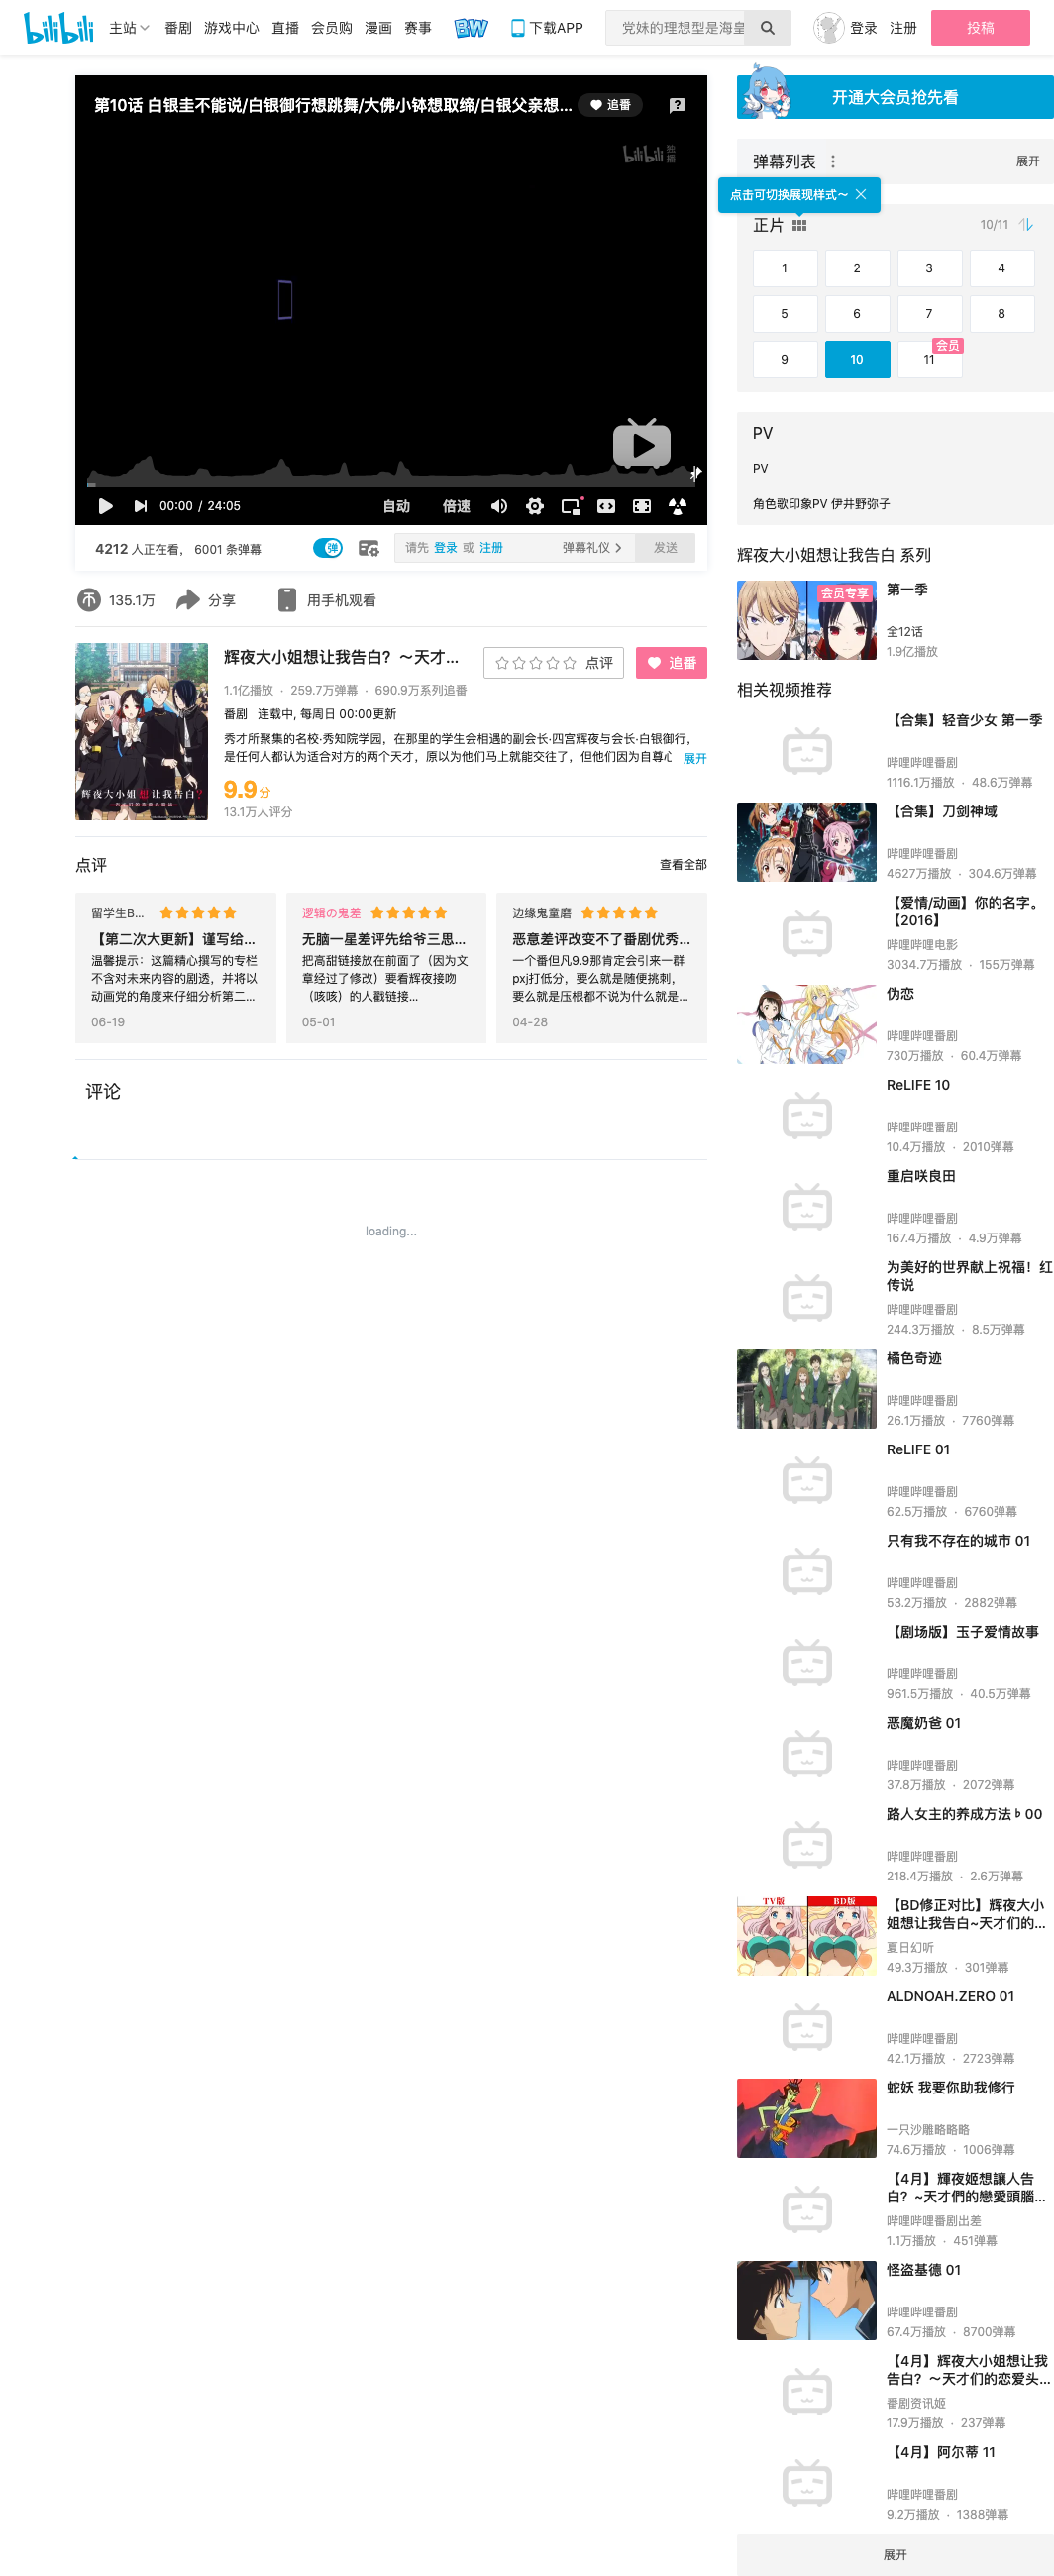 bilibili
主站
番剧
游戏中心
直播
会员购
漫画
赛事
BW
下载APP
党妹的理想型是海皇
登录
注册
投稿
第10话 白银圭不能说/白银御行想跳舞/大佛小钵想取缔/白银父亲想...
追番
bilibili 独播
00:00 / 24:05
自动
倍速
4212 人正在看， 6001 条弹幕
弹
请先 登录 或 注册
弹幕礼仪
发送
135.1万
分享
用手机观看
辉夜大小姐想让我告白？
辉夜大小姐想让我告白？～天才...
点评
追番
1.1亿播放 · 259.7万弹幕 · 690.9万系列追番
番剧 连载中, 每周日 00:00更新
秀才所聚集的名校·秀知院学园，在那里的学生会相遇的副会长·四宫辉夜与会长·白银御行，
是任何人都认为适合对方的两个天才，原以为他们马上就能交往了，但他们因为自尊心
展开
9.9分
13.1万人评分
点评
查看全部
留学生B...
【第二次大更新】谨写给...
温馨提示：这篇精心撰写的专栏
不含对未来内容的剧透，并将以
动画党的角度来仔细分析第二...
06-19
逻辑の鬼差
无脑一星差评先给爷三思...
把高甜链接放在前面了（因为文
章经过了修改）要看辉夜接吻
（咳咳）的人戳链接...
05-01
边缘鬼童磨
恶意差评改变不了番剧优秀...
一个番但凡9.9那肯定会引来一群
pxj打低分，要么就是随便挑刺，
要么就是压根都不说为什么就是...
04-28
评论
loading...
开通大会员抢先看
弹幕列表
展开
点击可切换展现样式～
正片
10/11
1
2
3
4
5
6
7
8
9
10
11
会员
PV
PV
角色歌印象PV 伊井野弥子
辉夜大小姐想让我告白 系列
会员专享
第一季
全12话
1.9亿播放
相关视频推荐
【合集】轻音少女 第一季
哔哩哔哩番剧
1116.1万播放 · 48.6万弹幕
【合集】刀剑神域
哔哩哔哩番剧
4627万播放 · 304.6万弹幕
【爱情/动画】你的名字。
【2016】
哔哩哔哩电影
3034.7万播放 · 155万弹幕
伪恋
哔哩哔哩番剧
730万播放 · 60.4万弹幕
ReLIFE 10
哔哩哔哩番剧
10.4万播放 · 2010弹幕
重启咲良田
哔哩哔哩番剧
167.4万播放 · 4.9万弹幕
为美好的世界献上祝福！红
传说
哔哩哔哩番剧
244.3万播放 · 8.5万弹幕
橘色奇迹
哔哩哔哩番剧
26.1万播放 · 7760弹幕
ReLIFE 01
哔哩哔哩番剧
62.5万播放 · 6760弹幕
只有我不存在的城市 01
哔哩哔哩番剧
53.2万播放 · 2882弹幕
【剧场版】玉子爱情故事
哔哩哔哩番剧
961.5万播放 · 40.5万弹幕
恶魔奶爸 01
哔哩哔哩番剧
37.8万播放 · 2072弹幕
路人女主的养成方法♭00
哔哩哔哩番剧
218.4万播放 · 2.6万弹幕
TV版
BD版
【BD修正对比】辉夜大小
姐想让我告白~天才们的...
夏日幻听
49.3万播放 · 301弹幕
ALDNOAH.ZERO 01
哔哩哔哩番剧
42.1万播放 · 2723弹幕
蛇妖 我要你助我修行
一只沙雕略略略
74.6万播放 · 1006弹幕
【4月】輝夜姬想讓人告
白？~天才們的戀愛頭腦...
哔哩哔哩番剧出差
1.1万播放 · 451弹幕
怪盗基德 01
哔哩哔哩番剧
67.4万播放 · 8700弹幕
【4月】辉夜大小姐想让我
告白？～天才们的恋爱头...
番剧资讯姬
17.9万播放 · 237弹幕
【4月】阿尔蒂 11
哔哩哔哩番剧
9.2万播放 · 1388弹幕
展开